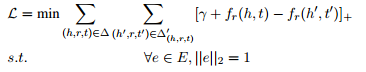 ℒ = min ∑_{(h,r,t)∈Δ} ∑_{(h′,r,t′)∈Δ′_{(h,r,t)}} [γ + f_r(h, t) − f_r(h′, t′)]_+
s.t. ∀e ∈ E, ||e||_2 = 1